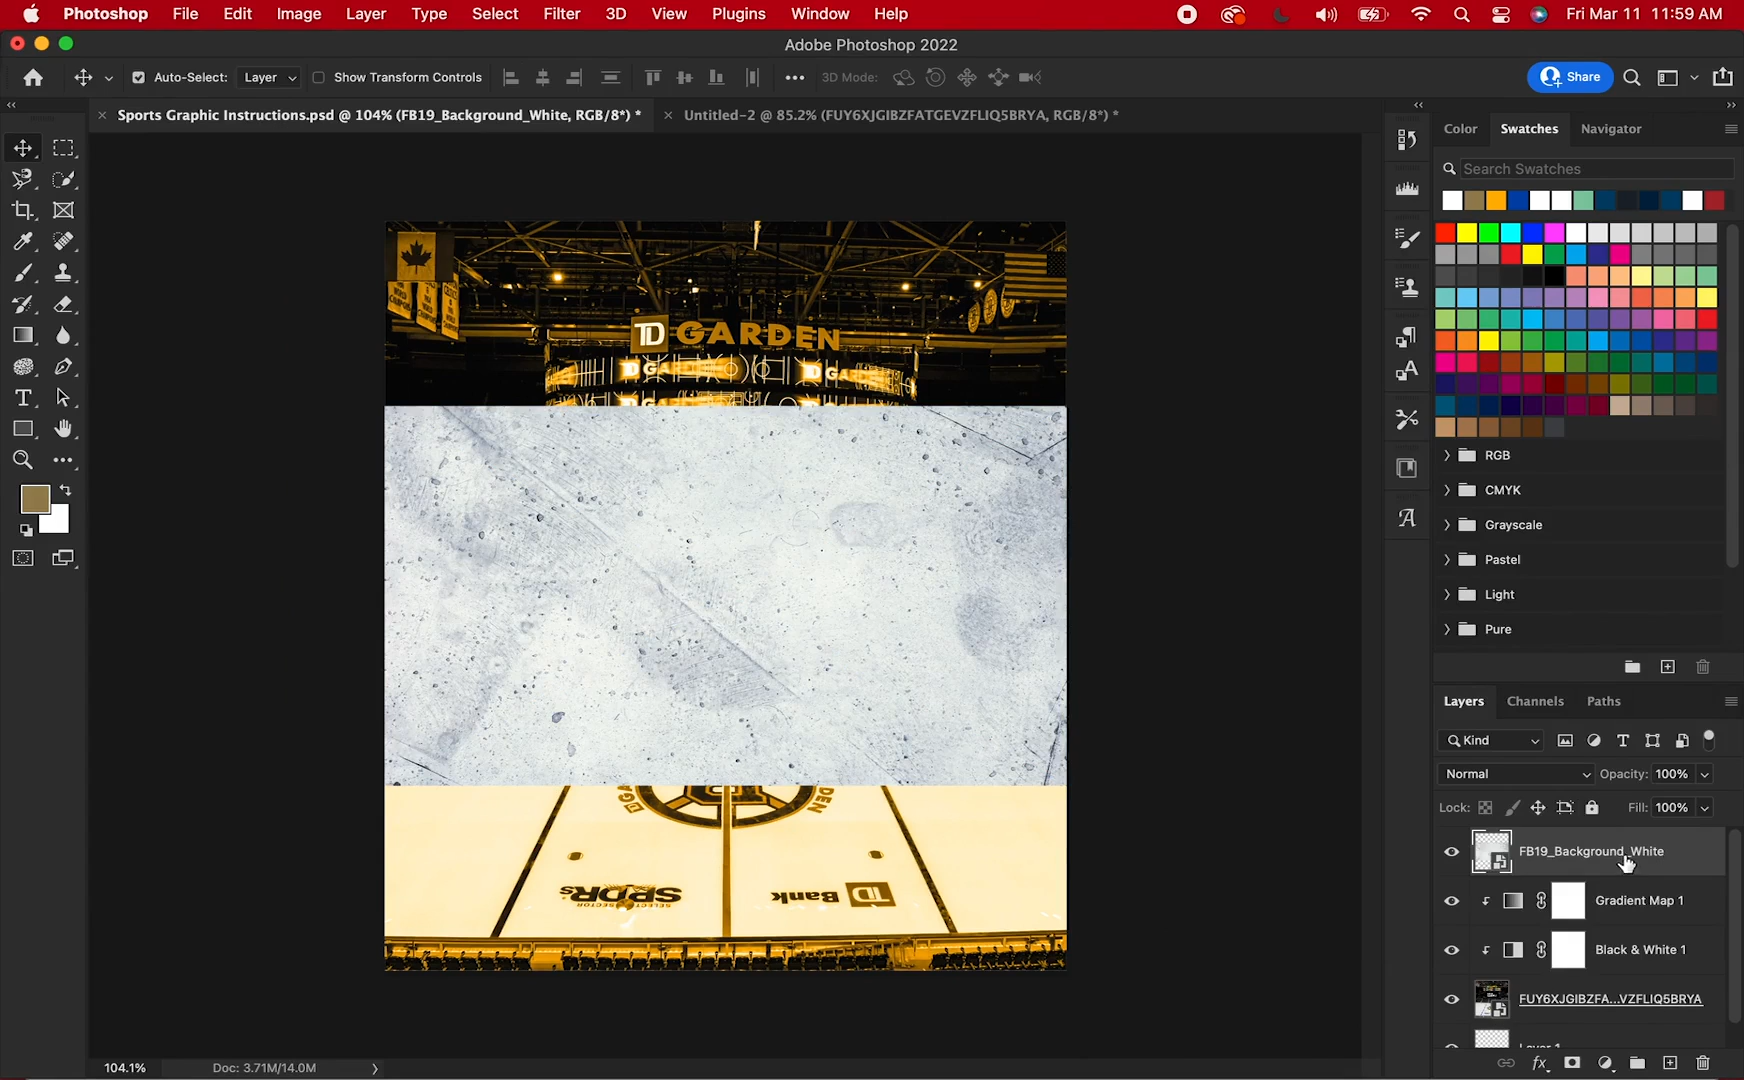 Photoshop File Edit Image Layer Type Select Filter 3D View Plugins Window Help Fri Mar 11 11:59 AM
Adobe Photoshop 2022
Auto-Select: Layer Show Transform Controls 3D Mode: Share
Sports Graphic Instructions.psd @ 104% (FB19_Background_White, RGB/8*) * Untitled-2 @ 85.2% (FUY6XJGIBZFATGEVZFLIQ5BRYA, RGB/8*) *
Color Swatches Navigator
Search Swatches
TD GARDEN
RGB
CMYK
Grayscale
Pastel
Light
Pure
Layers Channels Paths
Kind
Normal Opacity: 100%
Lock: Fill: 100%
FB19_Background_White
Gradient Map 1
Black & White 1
FUY6XJGIBZFA...VZFLIQ5BRYA
SPDRs
TD Bank
104.1% Doc: 3.71M/14.0M